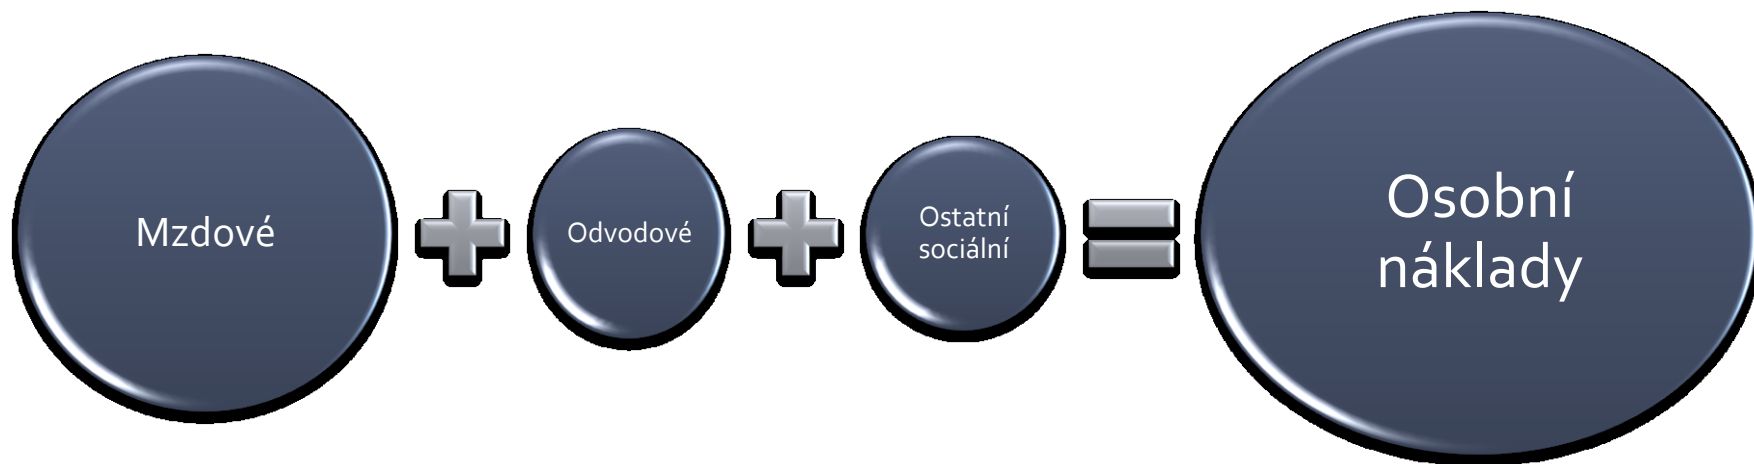 Mzdové
Odvodové
Ostatní
sociální
Osobní
náklady